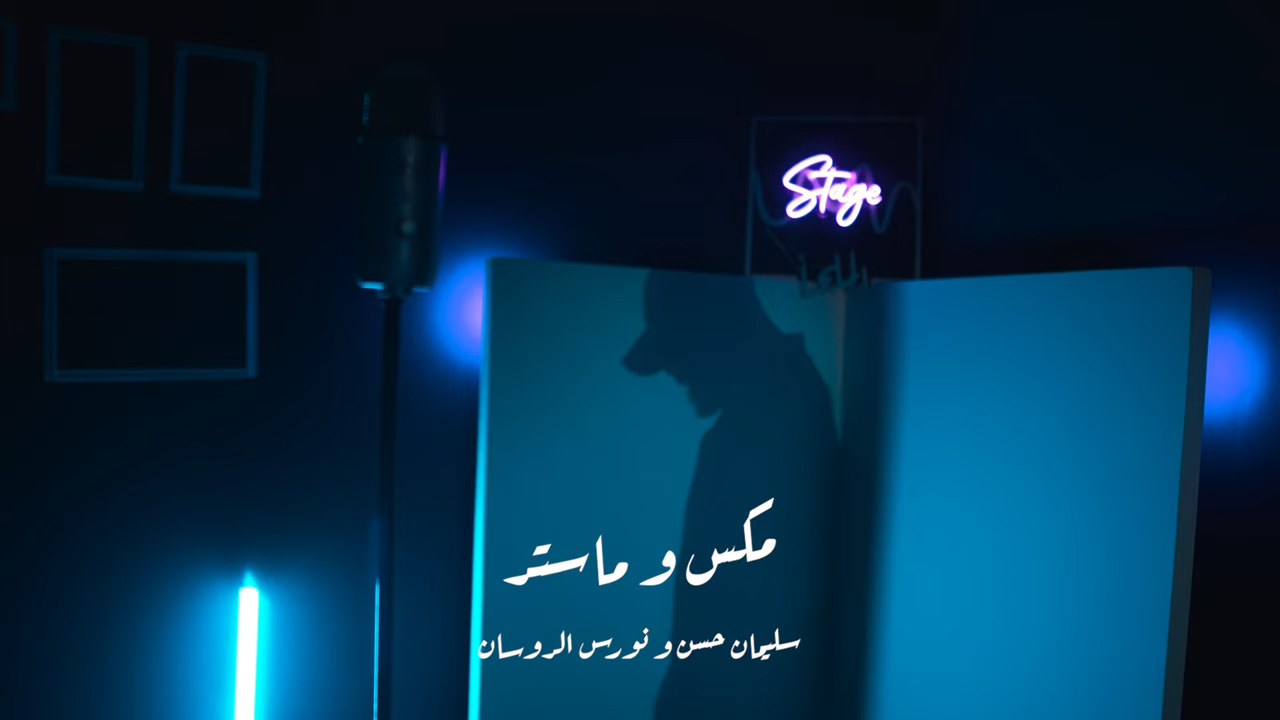 Stage
مكس و ماستر
سليمان حسن و نورس الروسان